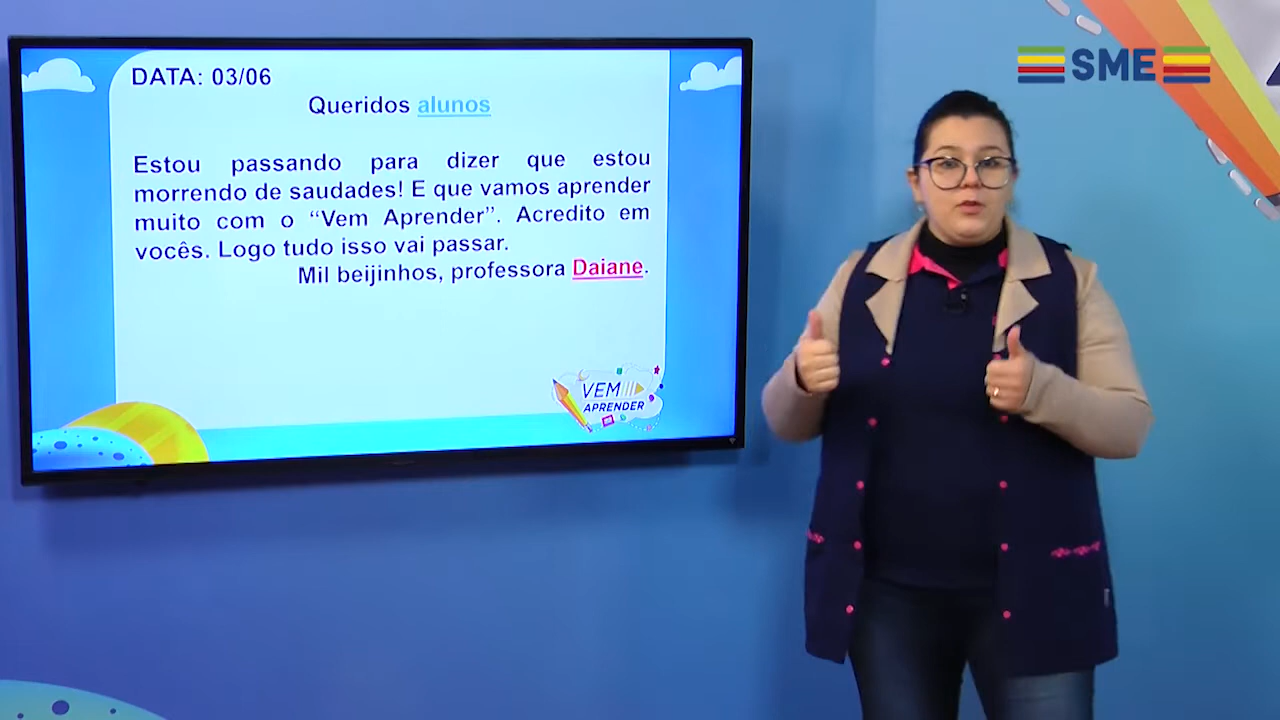 DATA: 03/06
Queridos alunos
Estou passando para dizer que estou
morrendo de saudades! E que vamos aprender
muito com o “Vem Aprender”. Acredito em
vocês. Logo tudo isso vai passar.
Mil beijinhos, professora Daiane.
VEM
APRENDER
SME